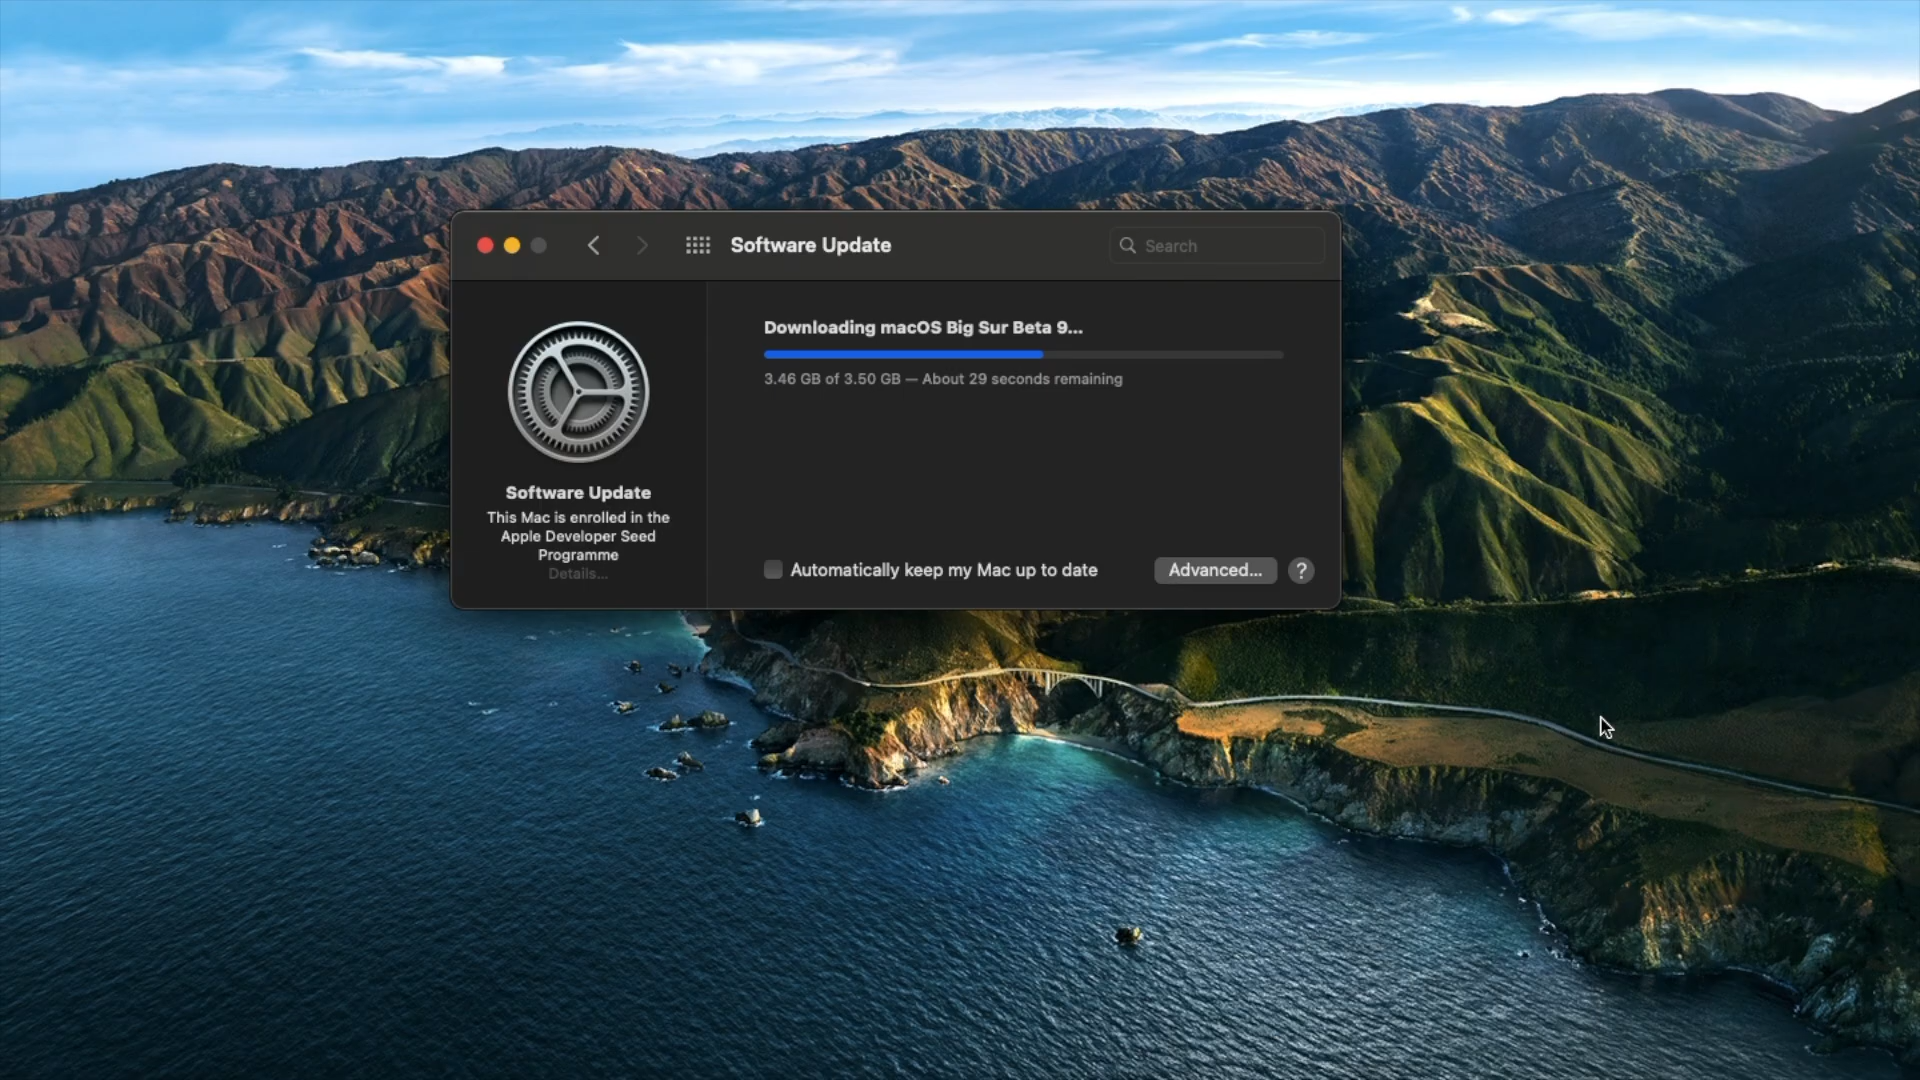 Software Update
Search
Downloading macOS Big Sur Beta 9...
3.46 GB of 3.50 GB — About 29 seconds remaining
Software Update
This Mac is enrolled in the
Apple Developer Seed
Programme
Details...
Automatically keep my Mac up to date
Advanced...
?